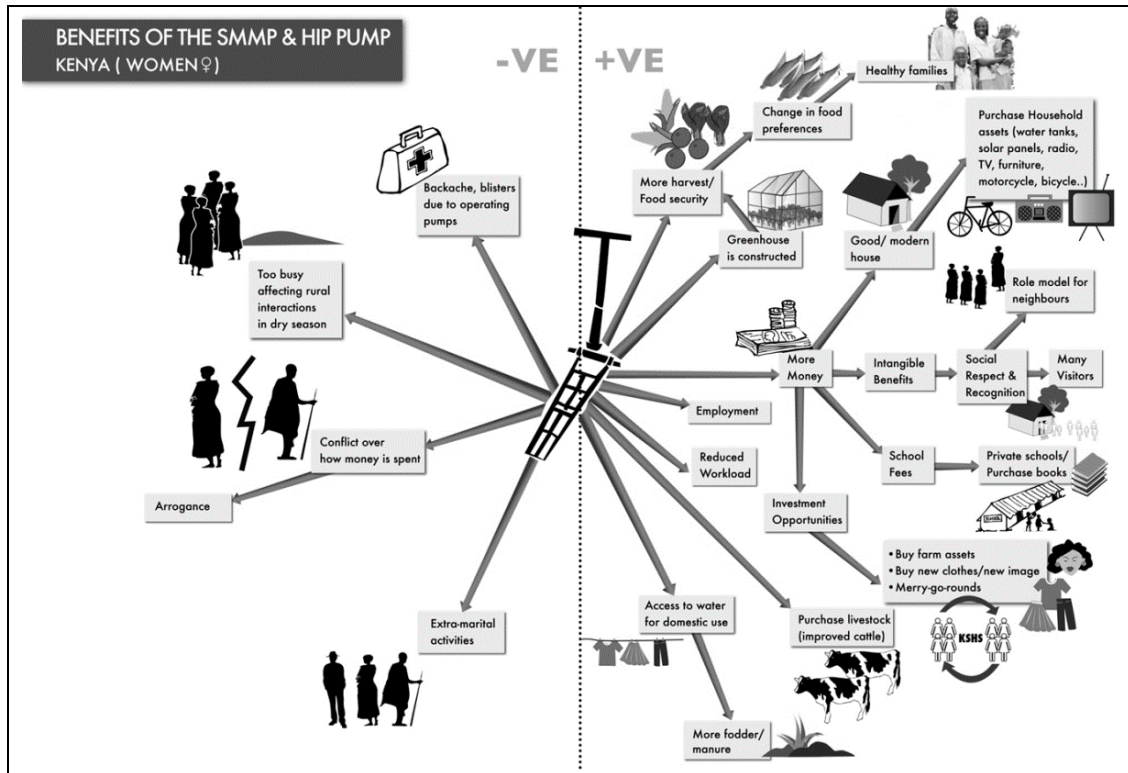 BENEFITS OF THE SMMP & HIP PUMP
KENYA ( WOMEN♀)
-VE
+VE
Backache, blisters
due to operating
pumps
Too busy
affecting rural
interactions
in dry season
Conflict over
how money is spent
Arrogance
Extra-marital
activities
Healthy families
Change in food
preferences
More harvest/
Food security
Greenhouse
is constructed
Purchase Household
assets (water tanks,
solar panels, radio,
TV, furniture,
motorcycle, bicycle..)
Good/ modern
house
Role model for
neighbours
More
Money
Intangible
Benefits
Social
Respect &
Recognition
Many
Visitors
Employment
Reduced
Workload
School
Fees
Private schools/
Purchase books
Investment
Opportunities
• Buy farm assets
• Buy new clothes/new image
• Merry-go-rounds
KSHS
Access to water
for domestic use
Purchase livestock
(improved cattle)
More fodder/
manure